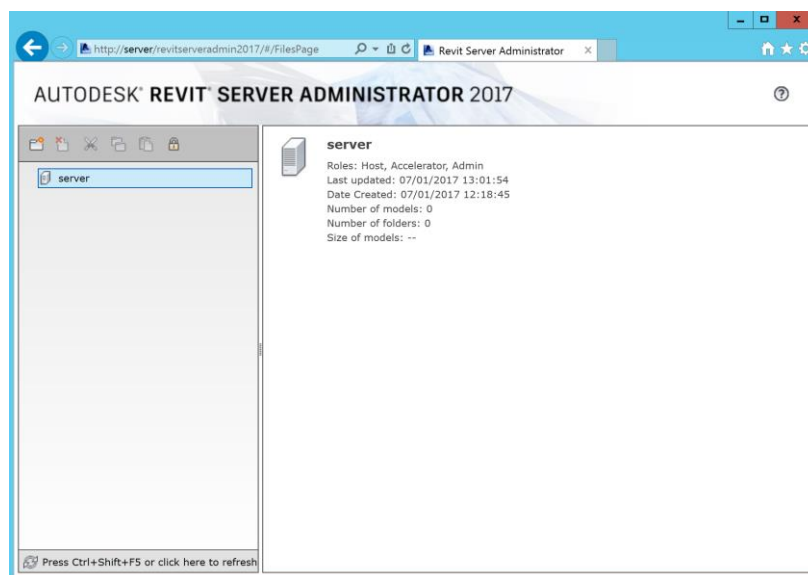 http://server/revitserveradmin2017/#/FilesPage
Revit Server Administrator
AUTODESK® REVIT® SERVER ADMINISTRATOR 2017
server
server
Roles: Host, Accelerator, Admin
Last updated: 07/01/2017 13:01:54
Date Created: 07/01/2017 12:18:45
Number of models: 0
Number of folders: 0
Size of models: --
Press Ctrl+Shift+F5 or click here to refresh